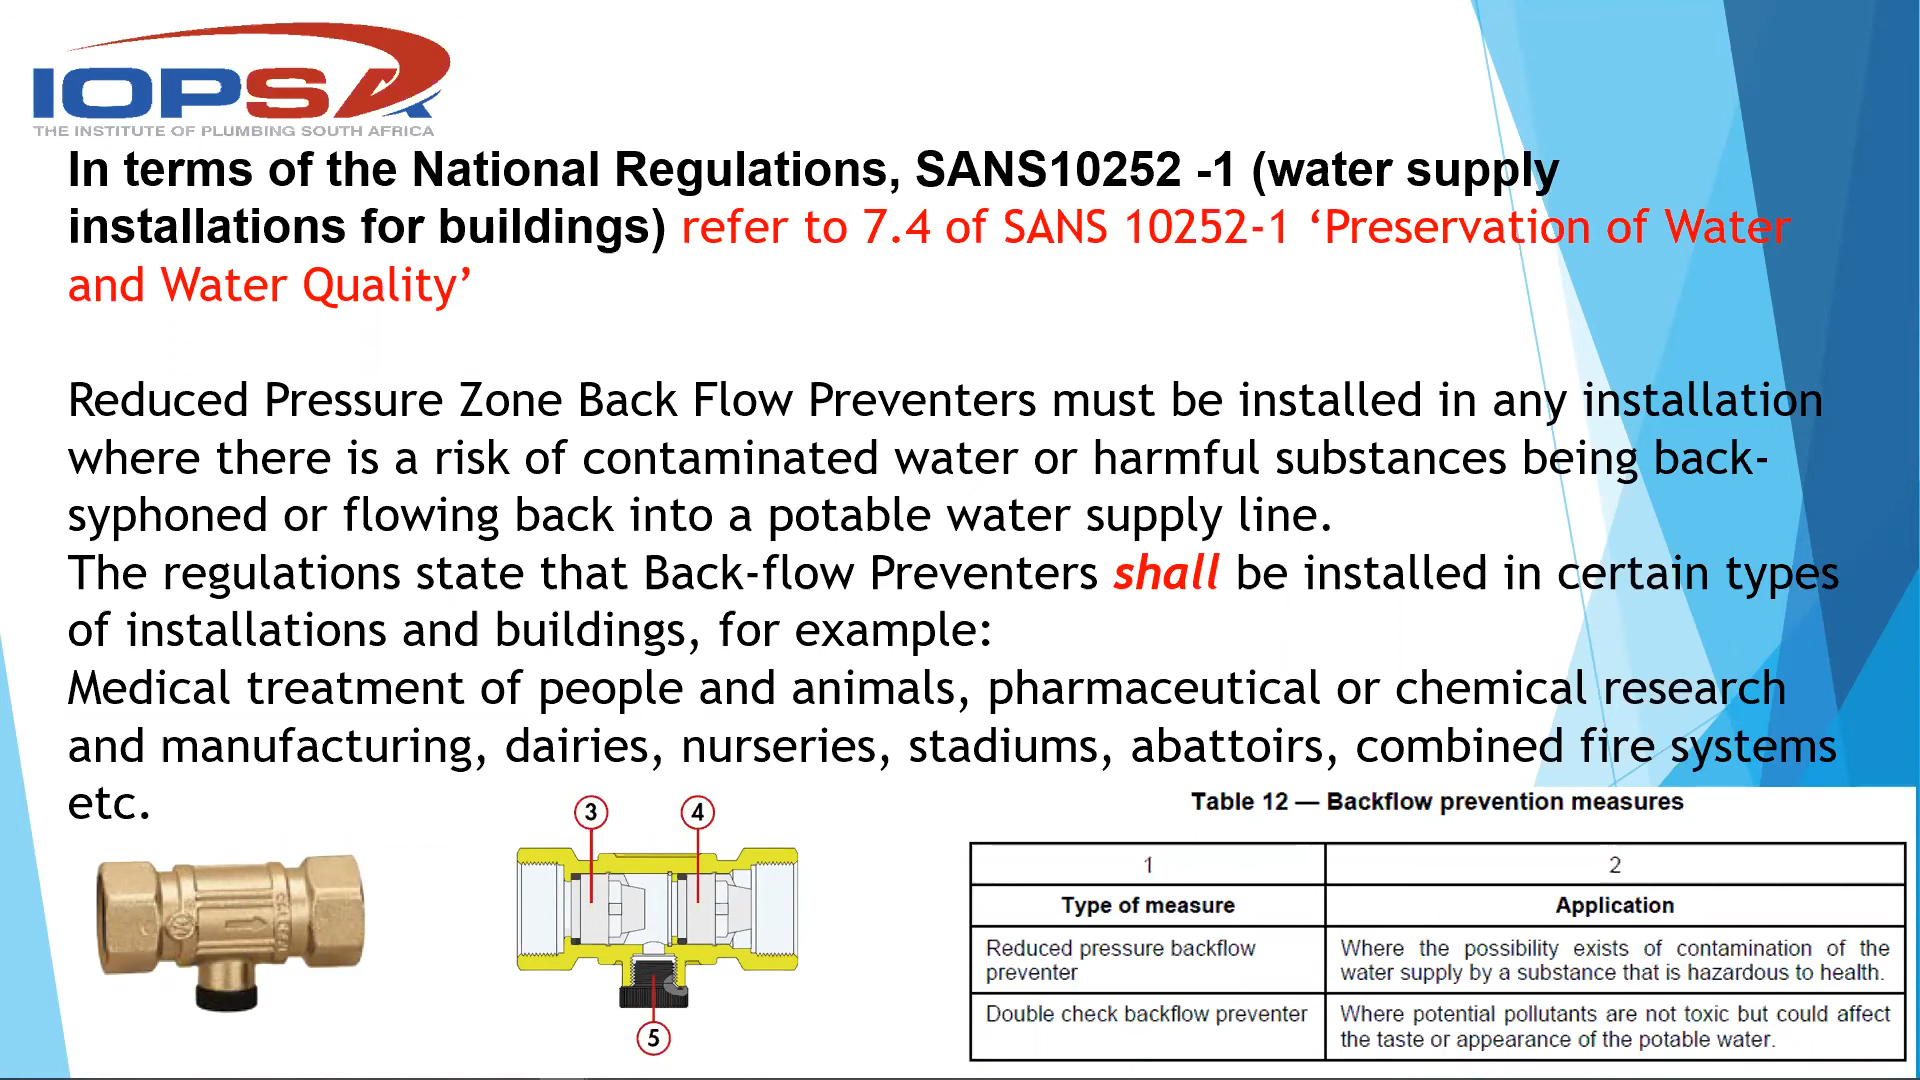 IOPSA
THE INSTITUTE OF PLUMBING SOUTH AFRICA
In terms of the National Regulations, SANS10252 -1 (water supply
installations for buildings) refer to 7.4 of SANS 10252-1 ‘Preservation of Water
and Water Quality’
Reduced Pressure Zone Back Flow Preventers must be installed in any installation
where there is a risk of contaminated water or harmful substances being back-
syphoned or flowing back into a potable water supply line.
The regulations state that Back-flow Preventers shall be installed in certain types
of installations and buildings, for example:
Medical treatment of people and animals, pharmaceutical or chemical research
and manufacturing, dairies, nurseries, stadiums, abattoirs, combined fire systems
etc.
3
4
5
Table 12 — Backflow prevention measures
1
2
Type of measure
Application
Reduced pressure backflow
preventer
Where the possibility exists of contamination of the
water supply by a substance that is hazardous to health.
Double check backflow preventer
Where potential pollutants are not toxic but could affect
the taste or appearance of the potable water.